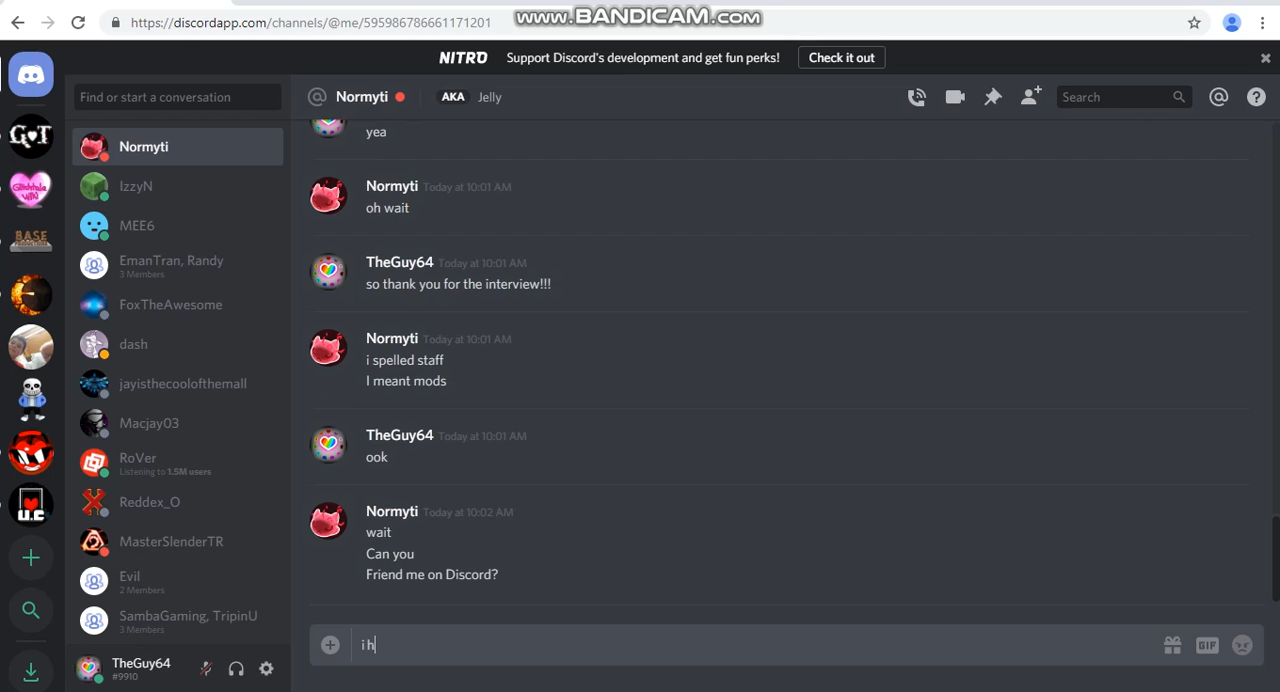 https://discordapp.com/channels/@me/595986786661171201
www.BANDICAM.com
NITRO Support Discord's development and get fun perks! Check it out
Find or start a conversation
@ Normyti AKA Jelly
Search
Normyti
IzzyN
MEE6
EmanTran, Randy
3 Members
FoxTheAwesome
dash
jayisthecoolofthemall
Macjay03
RoVer
Listening to 1.5M users
Reddex_O
MasterSlenderTR
Evil
2 Members
SambaGaming, TripinU
3 Members
TheGuy64
#9910
GVT
Glitchtale
BASE
U.C
yea
Normyti Today at 10:01 AM
oh wait
TheGuy64 Today at 10:01 AM
so thank you for the interview!!!
Normyti Today at 10:01 AM
i spelled staff
I meant mods
TheGuy64 Today at 10:01 AM
ook
Normyti Today at 10:02 AM
wait
Can you
Friend me on Discord?
i h
GIF